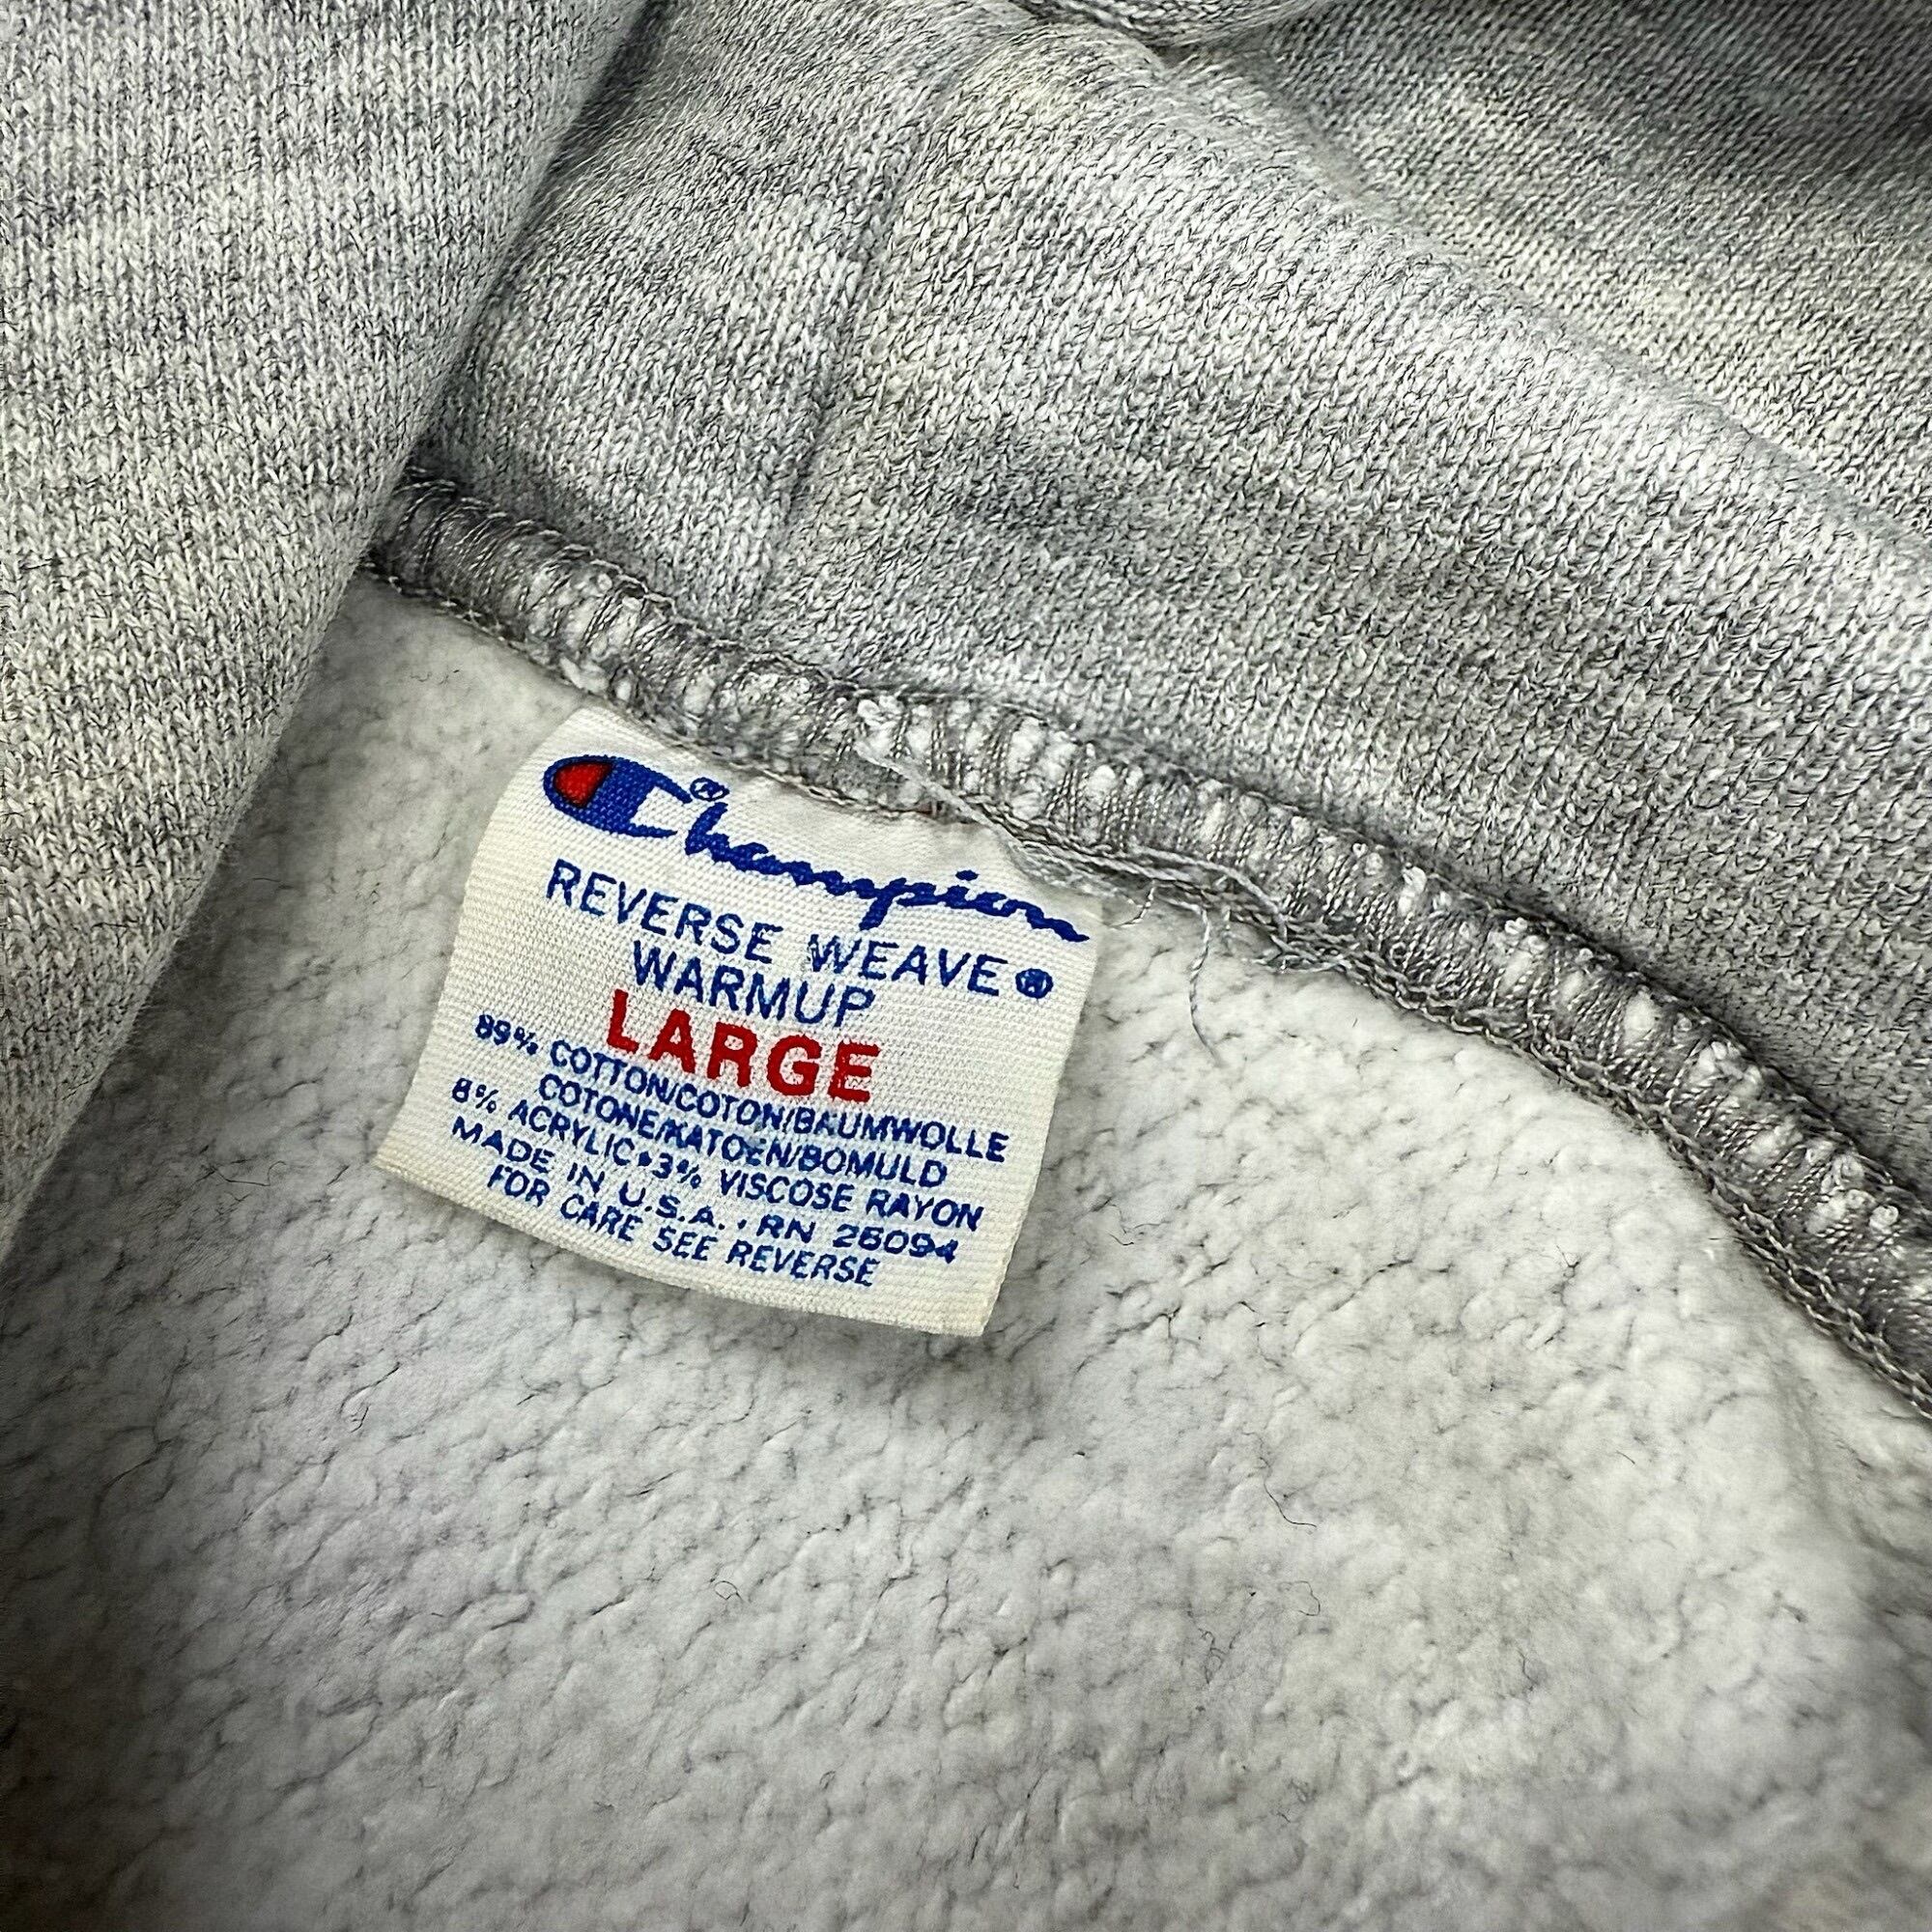 Champion®
REVERSE WEAVE®
WARMUP
LARGE
89% COTTON/COTON/BAUMWOLLE
COTONE/KATOEN/BOMULD
8% ACRYLIC•3% VISCOSE RAYON
MADE IN U.S.A. • RN 26094
FOR CARE SEE REVERSE